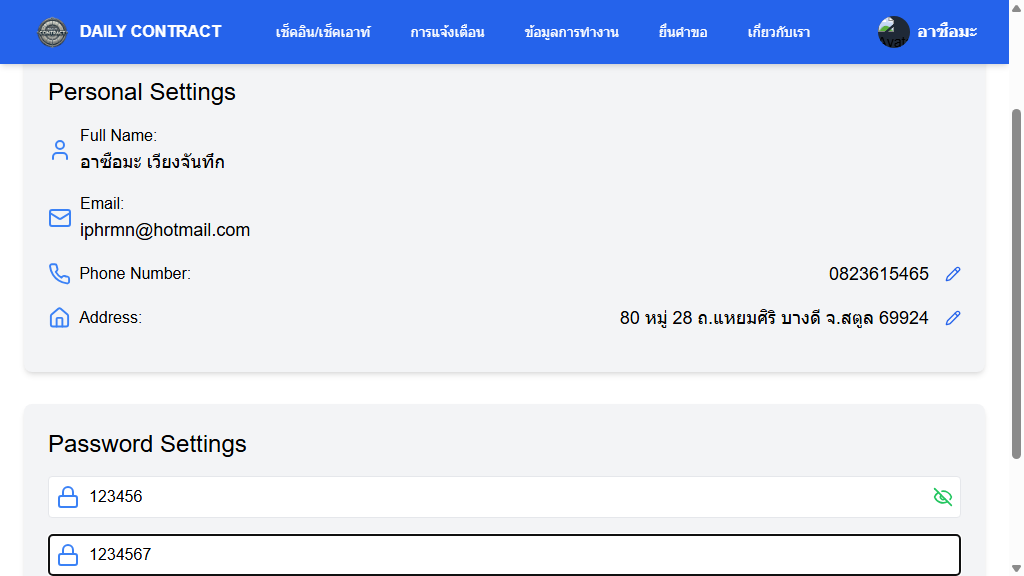 DAILY CONTRACT
เช็คอิน/เช็คเอาท์
การแจ้งเตือน
ข้อมูลการทำงาน
ยื่นคำขอ
เกี่ยวกับเรา
อาซือมะ
Personal Settings
Full Name:
อาซือมะ เวียงจันทึก
Email:
iphrmn@hotmail.com
Phone Number:
0823615465
Address:
80 หมู่ 28 ถ.แหยมศิริ บางดี จ.สตูล 69924
Password Settings
123456
1234567